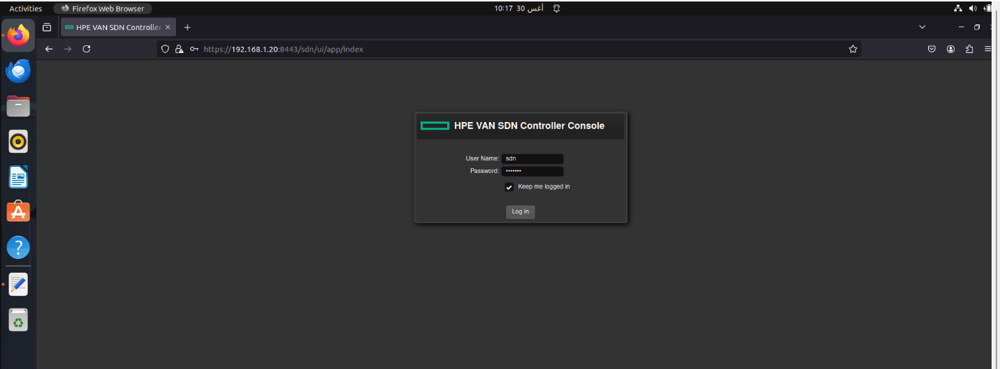 Activities Firefox Web Browser 10:17 30 أغس
HPE VAN SDN Controller × +
https://192.168.1.20:8443/sdn/ui/app/index
HPE VAN SDN Controller Console
User Name: sdn
Password: •••••••
Keep me logged in
Log in